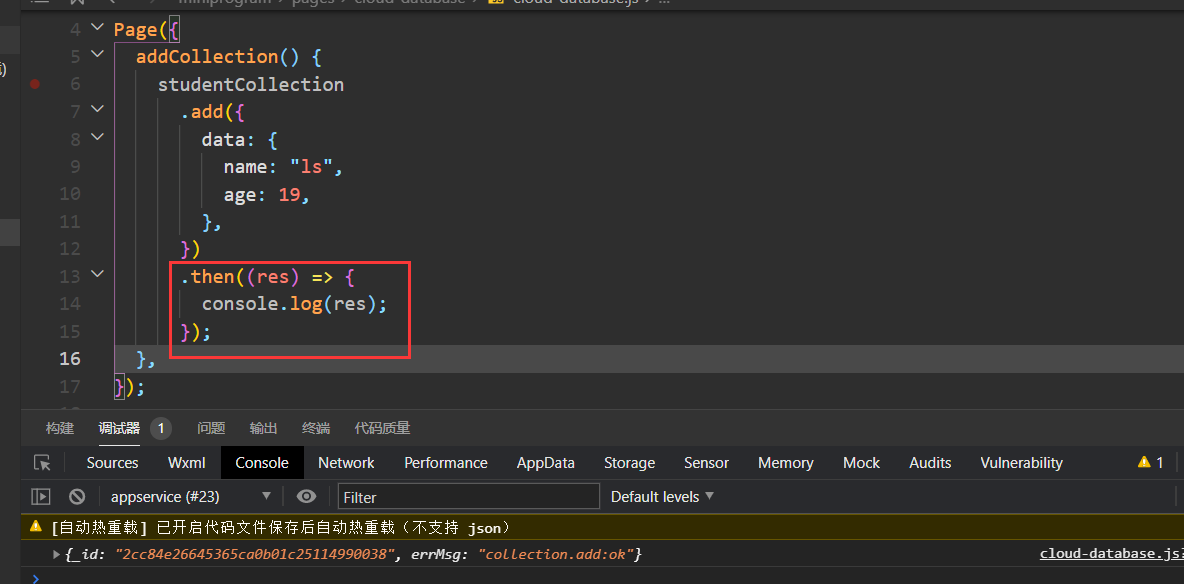 miniprogram > pages > cloud-database > cloud-database.js > ...
4 Page({
5 addCollection() {
6 studentCollection
7 .add({
8 data: {
9 name: "ls",
10 age: 19,
11 },
12 })
13 .then((res) => {
14 console.log(res);
15 });
16 },
17 });
构建 调试器 1 问题 输出 终端 代码质量
Sources Wxml Console Network Performance AppData Storage Sensor Memory Mock Audits Vulnerability 1
appservice (#23) Filter Default levels
[自动热重载] 已开启代码文件保存后自动热重载（不支持 json）
{_id: "2cc84e26645365ca0b01c25114990038", errMsg: "collection.add:ok"} cloud-database.js?